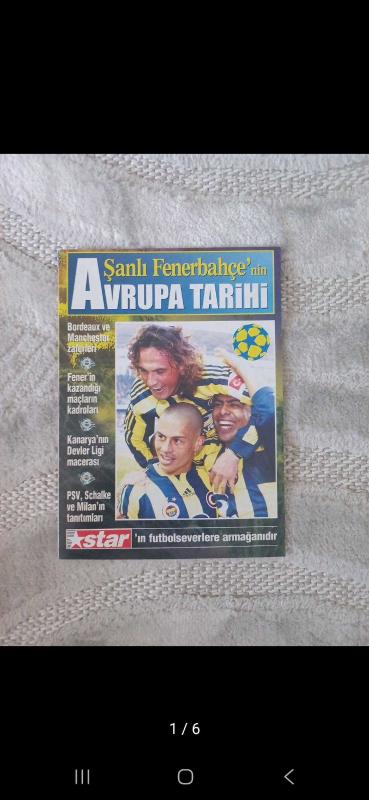 Şanlı Fenerbahçe'nin
AVRUPA TARİHİ
Bordeaux ve
Manchester
zaferleri
Fener'in
kazandığı
maçların
kadroları
Kanarya'nın
Devler Ligi
macerası
PSV, Schalke
ve Milan'ın
tanıtımları
star 'ın futbolseverlere armağanıdır
1 / 6